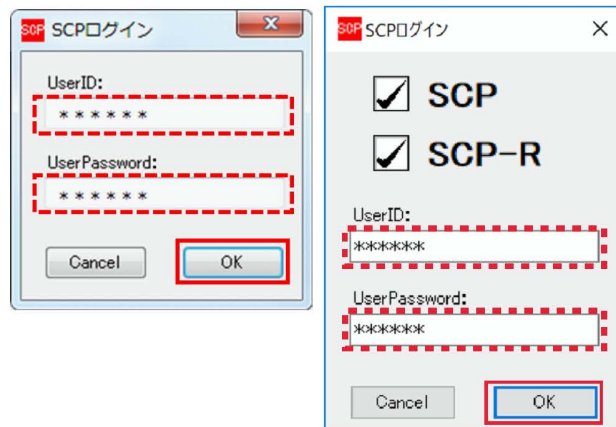 SCP SCPログイン
UserID:
******
UserPassword:
******
Cancel OK
SCP SCPログイン
SCP
SCP-R
UserID:
******
UserPassword:
******
Cancel OK